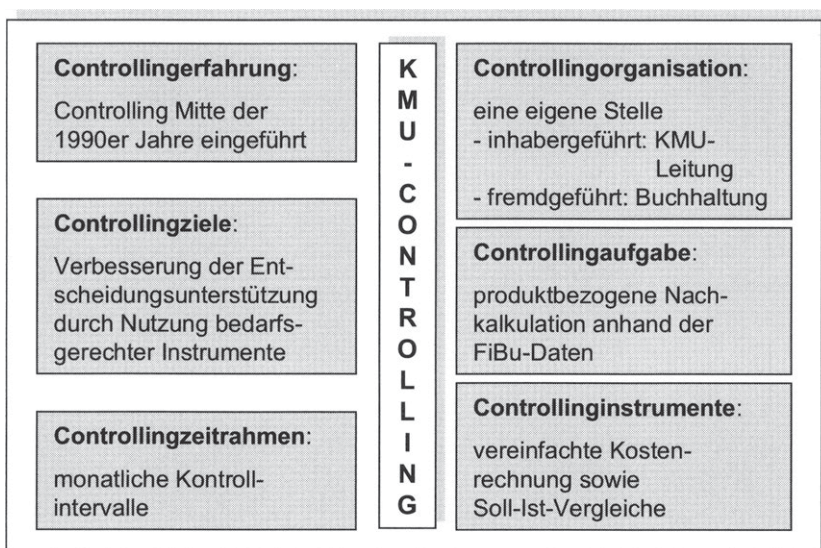 Controllingerfahrung:
Controlling Mitte der
1990er Jahre eingeführt
Controllingziele:
Verbesserung der Ent-
scheidungsunterstützung
durch Nutzung bedarfs-
gerechter Instrumente
Controllingzeitrahmen:
monatliche Kontroll-
intervalle
KMU-CONTROLLING
Controllingorganisation:
eine eigene Stelle
- inhabergeführt: KMU-
Leitung
- fremdgeführt: Buchhaltung
Controllingaufgabe:
produktbezogene Nach-
kalkulation anhand der
FiBu-Daten
Controllinginstrumente:
vereinfachte Kosten-
rechnung sowie
Soll-Ist-Vergleiche